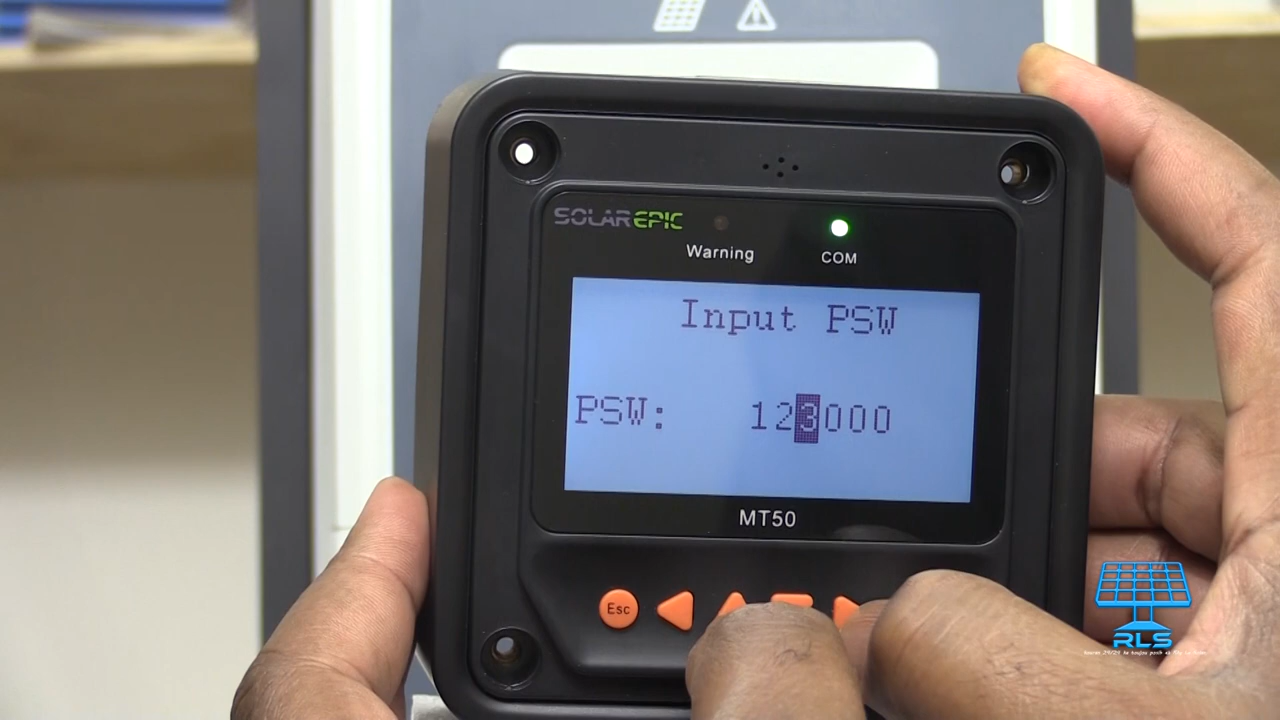 SOLAREPIC
Warning
COM
Input PSW
PSW: 123000
MT50
Esc
RLS